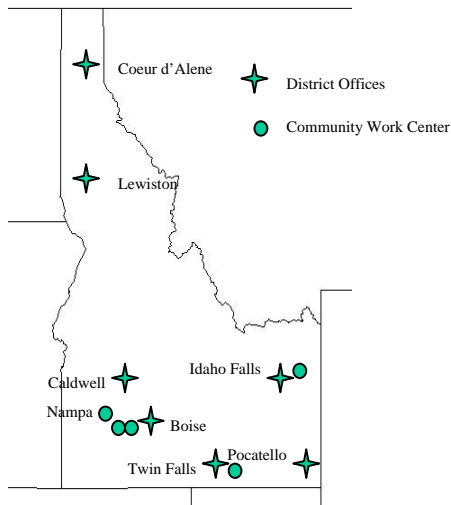 Coeur d'Alene
District Offices
Community Work Center
Lewiston
Idaho Falls
Caldwell
Nampa
Boise
Pocatello
Twin Falls